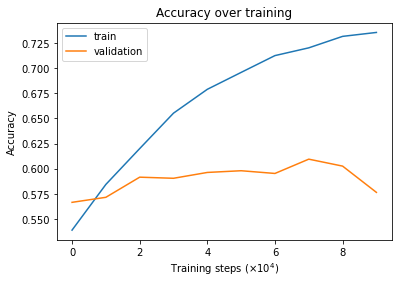 Accuracy over training
train
validation
Accuracy
0.725
0.700
0.675
0.650
0.625
0.600
0.575
0.550
0
2
4
6
8
Training steps (×10⁴)